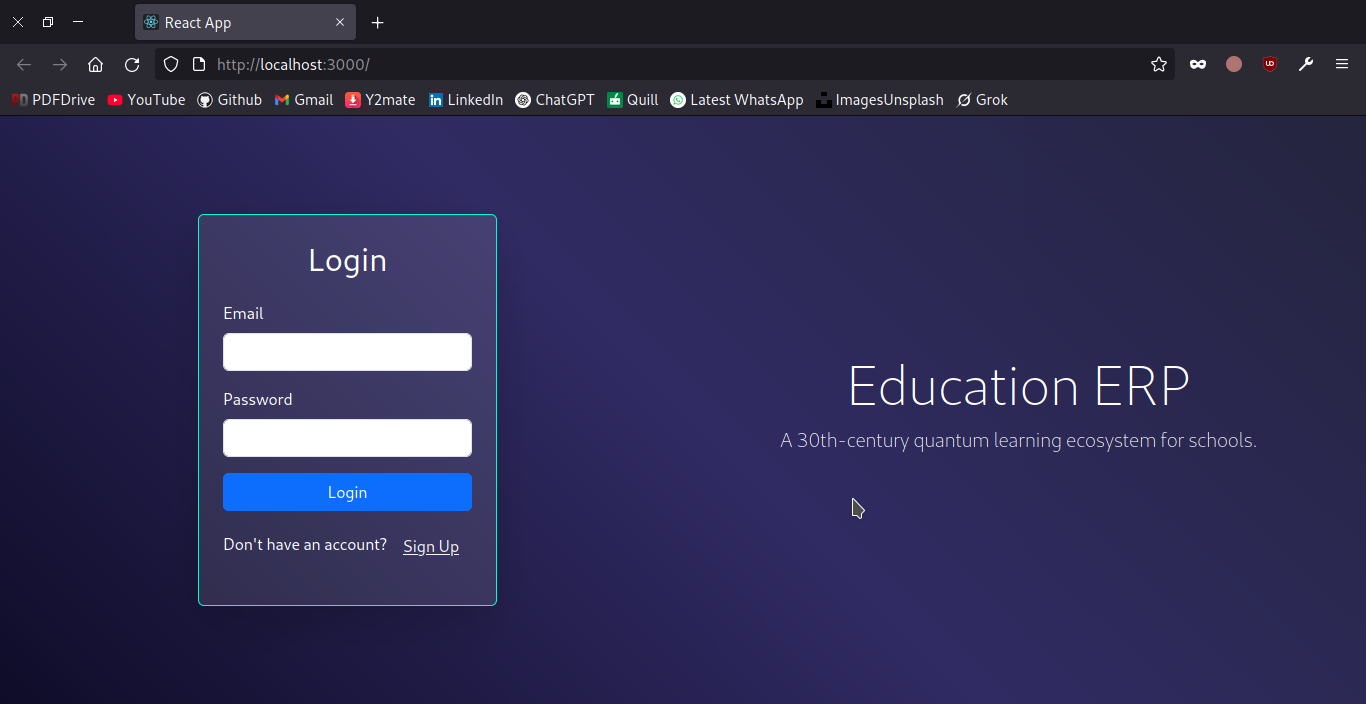 React App
http://localhost:3000/
PDFDrive YouTube Github Gmail Y2mate LinkedIn ChatGPT Quill Latest WhatsApp ImagesUnsplash Grok
Login
Email
Password
Login
Don't have an account? Sign Up
Education ERP
A 30th-century quantum learning ecosystem for schools.